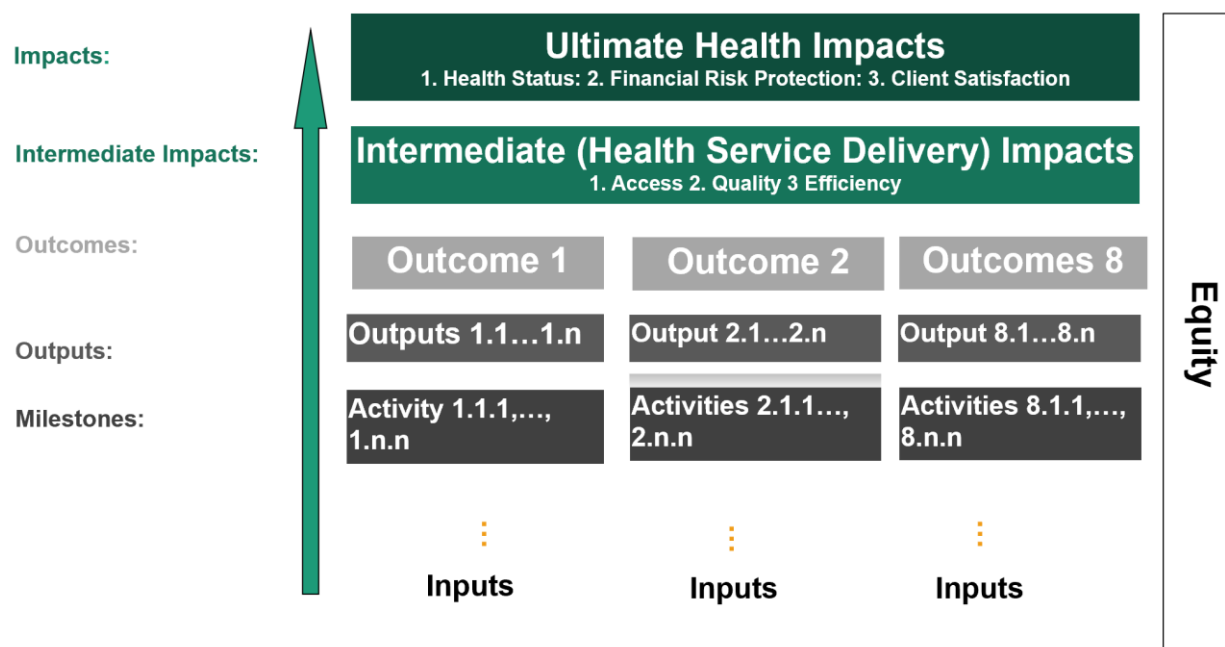 Impacts:
Ultimate Health Impacts
1. Health Status: 2. Financial Risk Protection: 3. Client Satisfaction
Intermediate Impacts:
Intermediate (Health Service Delivery) Impacts
1. Access 2. Quality 3 Efficiency
Outcomes:
Outcome 1
Outcome 2
Outcomes 8
Outputs:
Outputs 1.1...1.n
Output 2.1...2.n
Output 8.1...8.n
Milestones:
Activity 1.1.1,...,
1.n.n
Activities 2.1.1...,
2.n.n
Activities 8.1.1,...,
8.n.n
Inputs
Inputs
Inputs
Equity